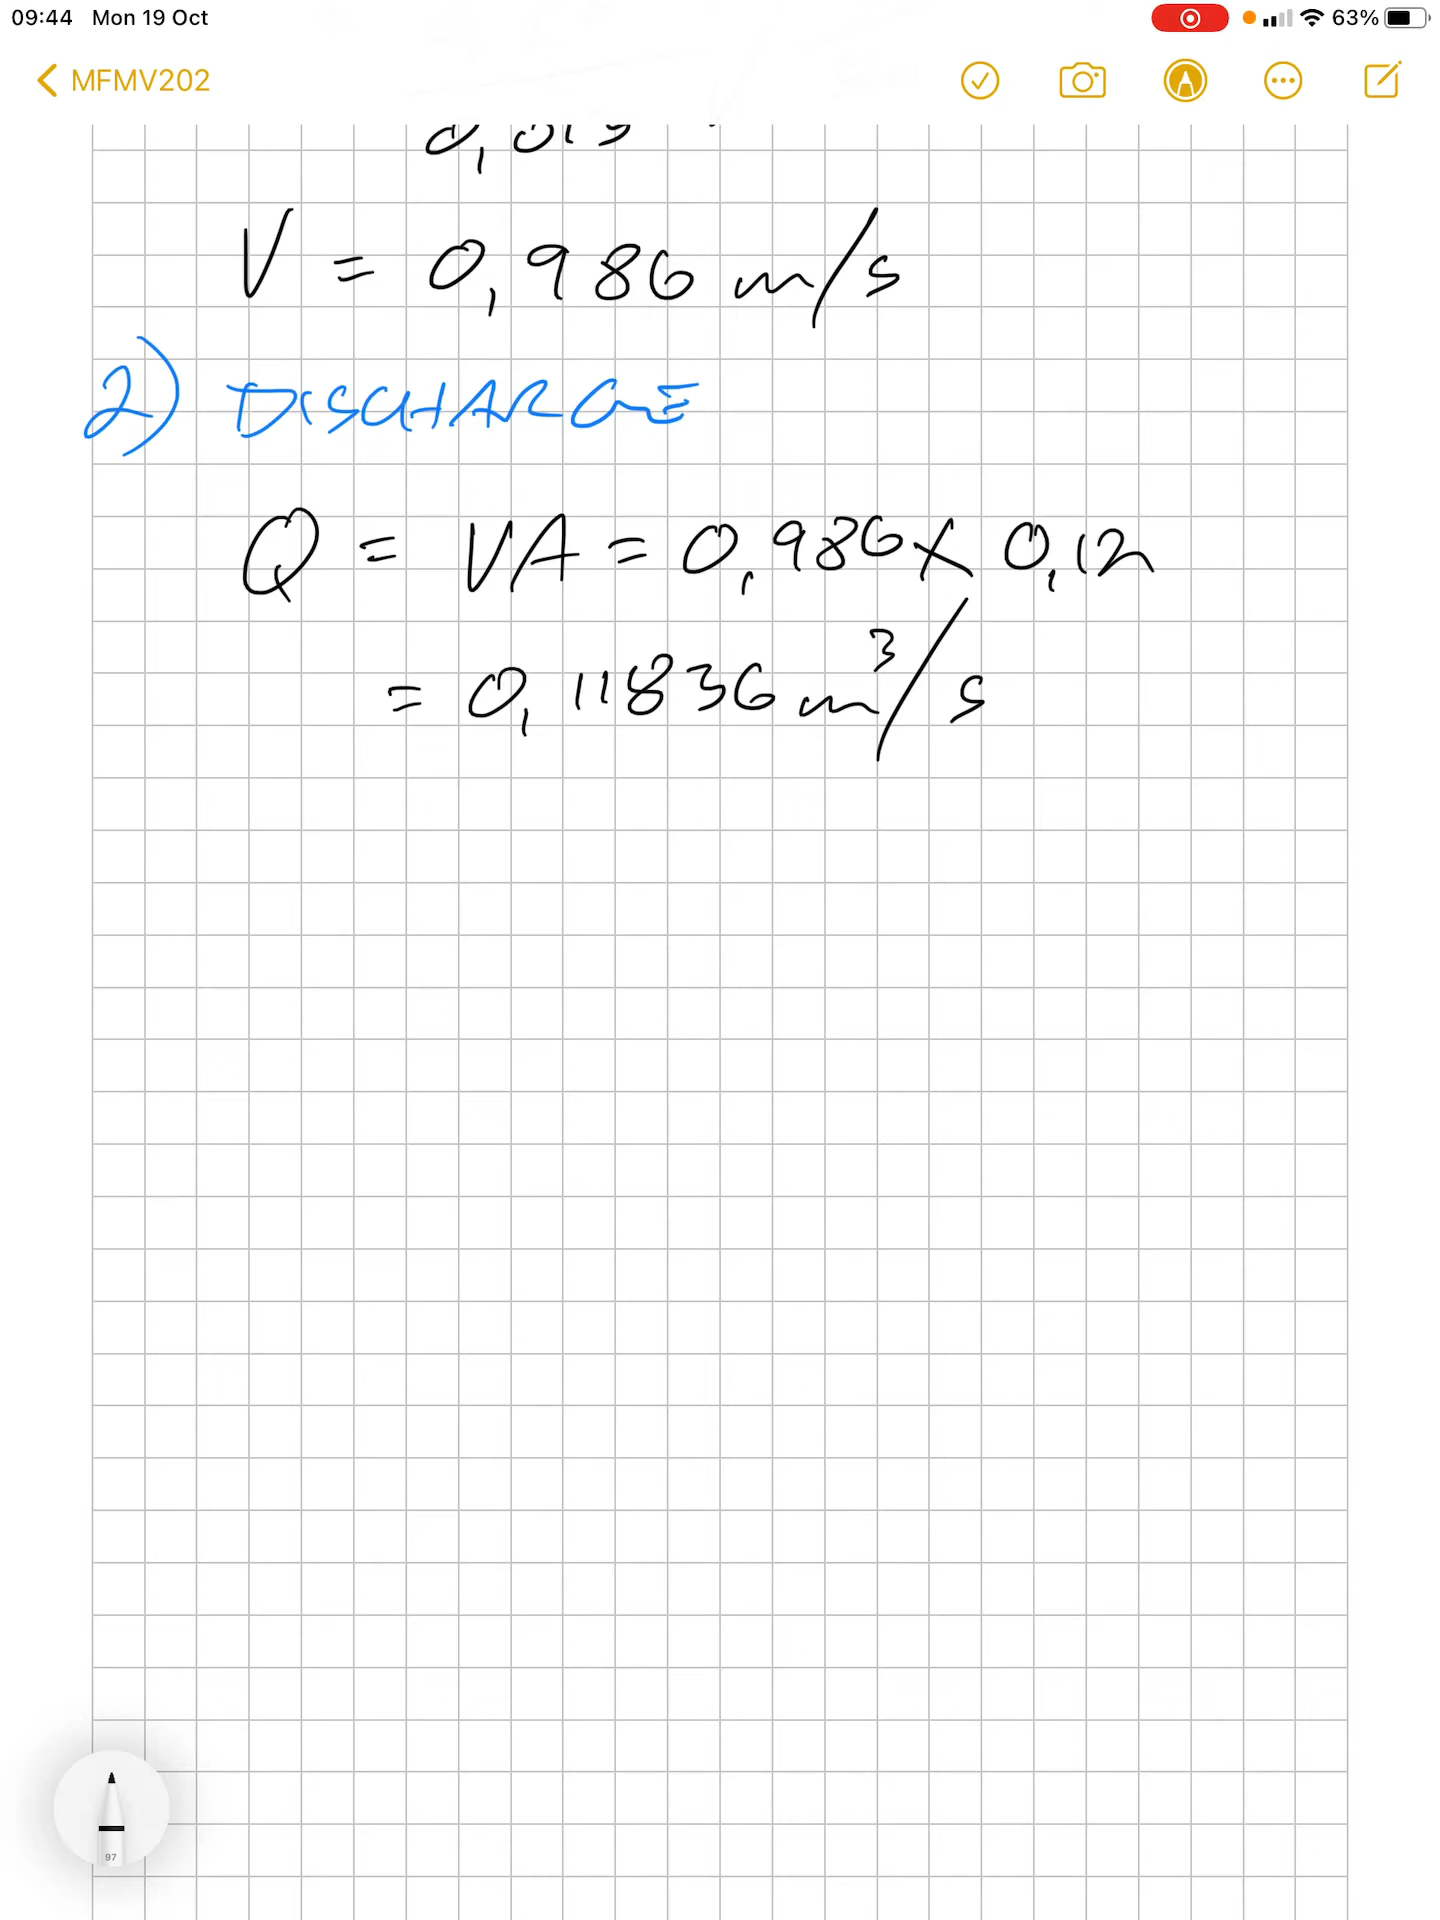 09:44 Mon 19 Oct 63%
MFMV202
V = 0,986 m/s
2) DISCHARGE
Q = VA = 0,986 x 0,12
= 0,11836 m³/s
97